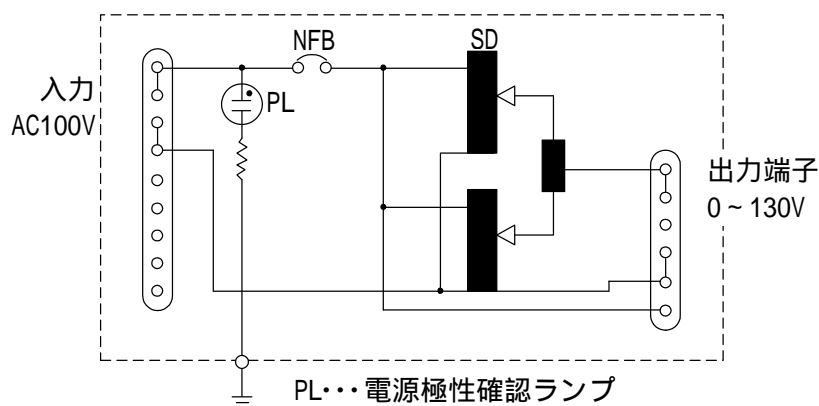 NFB
SD
入力
AC100V
PL
出力端子
0 ~ 130V
PL･･･電源極性確認ランプ